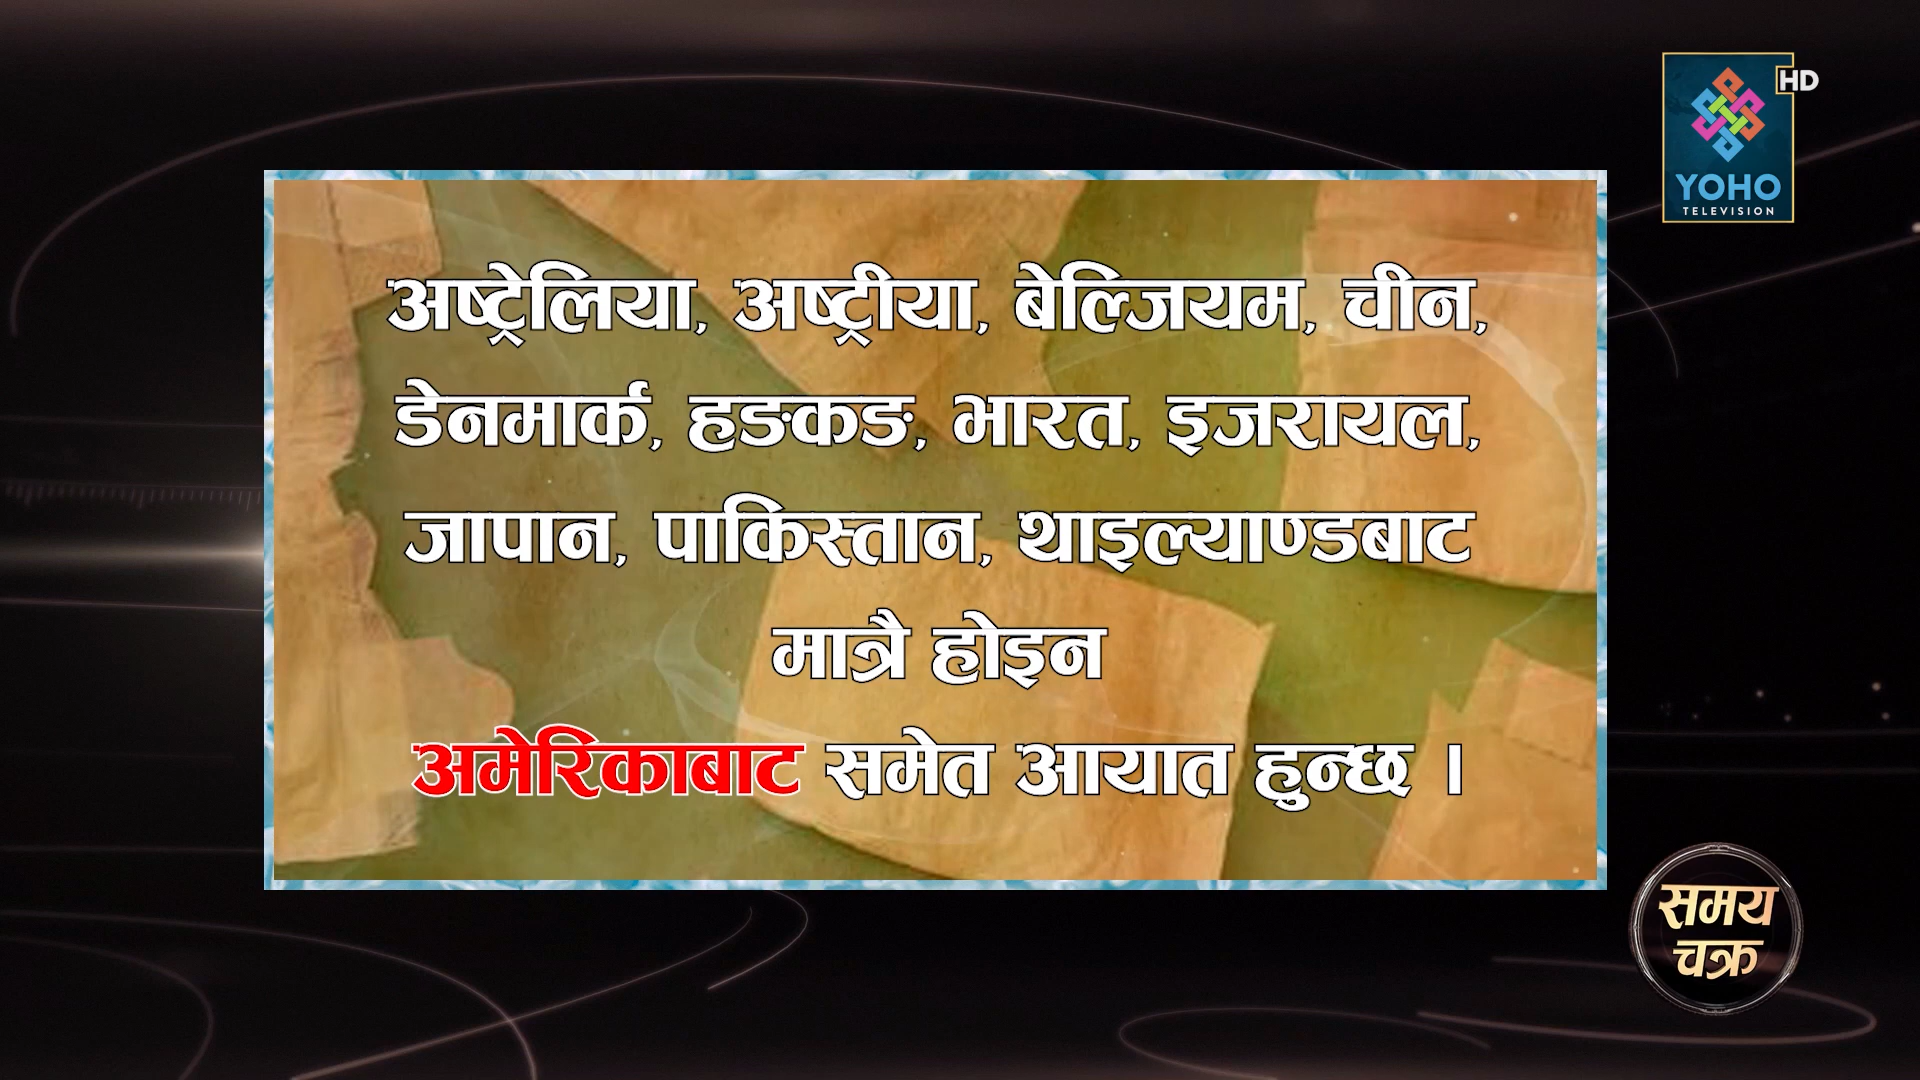 HD
YOHO
TELEVISION
अष्ट्रेलिया, अष्ट्रीया, बेल्जियम, चीन,
डेनमार्क, हङकङ, भारत, इजरायल,
जापान, पाकिस्तान, थाइल्याण्डबाट
मात्रै होइन
अमेरिकाबाट समेत आयात हुन्छ ।
समय
चक्र